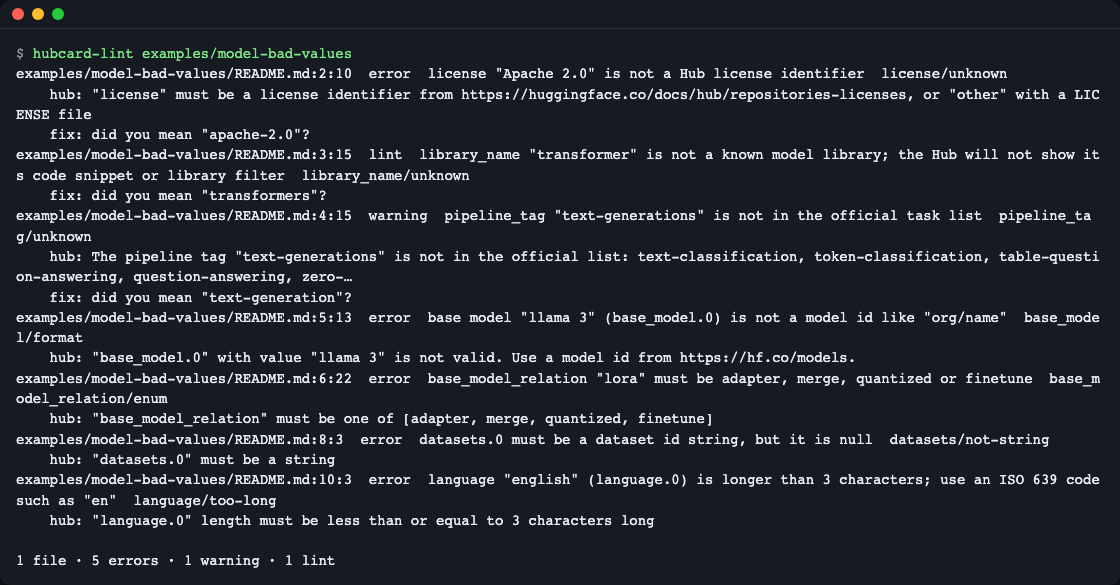 $ hubcard-lint examples/model-bad-values
examples/model-bad-values/README.md:2:10  error  license "Apache 2.0" is not a Hub license identifier  license/unknown
    hub: "license" must be a license identifier from https://huggingface.co/docs/hub/repositories-licenses, or "other" with a LIC
ENSE file
    fix: did you mean "apache-2.0"?
examples/model-bad-values/README.md:3:15  lint  library_name "transformer" is not a known model library; the Hub will not show it
s code snippet or library filter  library_name/unknown
    fix: did you mean "transformers"?
examples/model-bad-values/README.md:4:15  warning  pipeline_tag "text-generations" is not in the official task list  pipeline_ta
g/unknown
    hub: The pipeline tag "text-generations" is not in the official list: text-classification, token-classification, table-questi
on-answering, question-answering, zero-…
    fix: did you mean "text-generation"?
examples/model-bad-values/README.md:5:13  error  base model "llama 3" (base_model.0) is not a model id like "org/name"  base_mode
l/format
    hub: "base_model.0" with value "llama 3" is not valid. Use a model id from https://hf.co/models.
examples/model-bad-values/README.md:6:22  error  base_model_relation "lora" must be adapter, merge, quantized or finetune  base_m
odel_relation/enum
    hub: "base_model_relation" must be one of [adapter, merge, quantized, finetune]
examples/model-bad-values/README.md:8:3  error  datasets.0 must be a dataset id string, but it is null  datasets/not-string
    hub: "datasets.0" must be a string
examples/model-bad-values/README.md:10:3  error  language "english" (language.0) is longer than 3 characters; use an ISO 639 code
such as "en"  language/too-long
    hub: "language.0" length must be less than or equal to 3 characters long
1 file · 5 errors · 1 warning · 1 lint